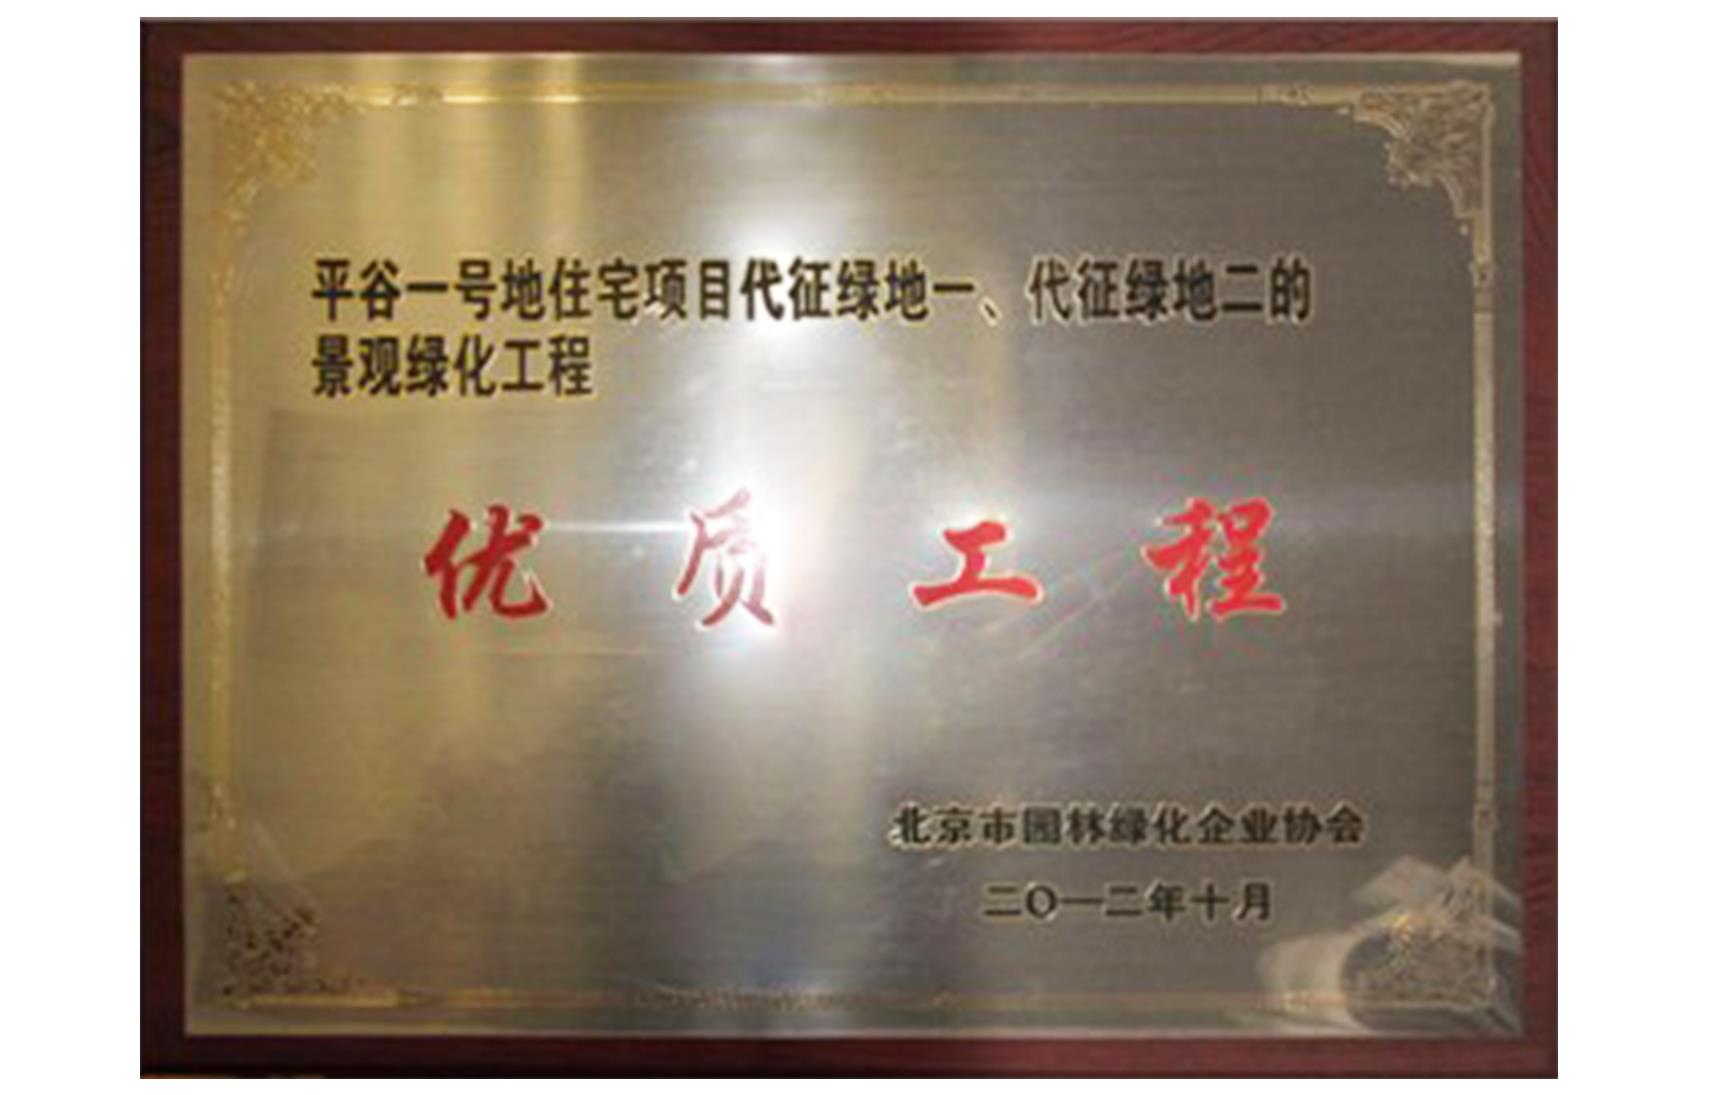 平谷一号地住宅项目代征绿地一、代征绿地二的
景观绿化工程
优质工程
北京市园林绿化企业协会
二〇一二年十月